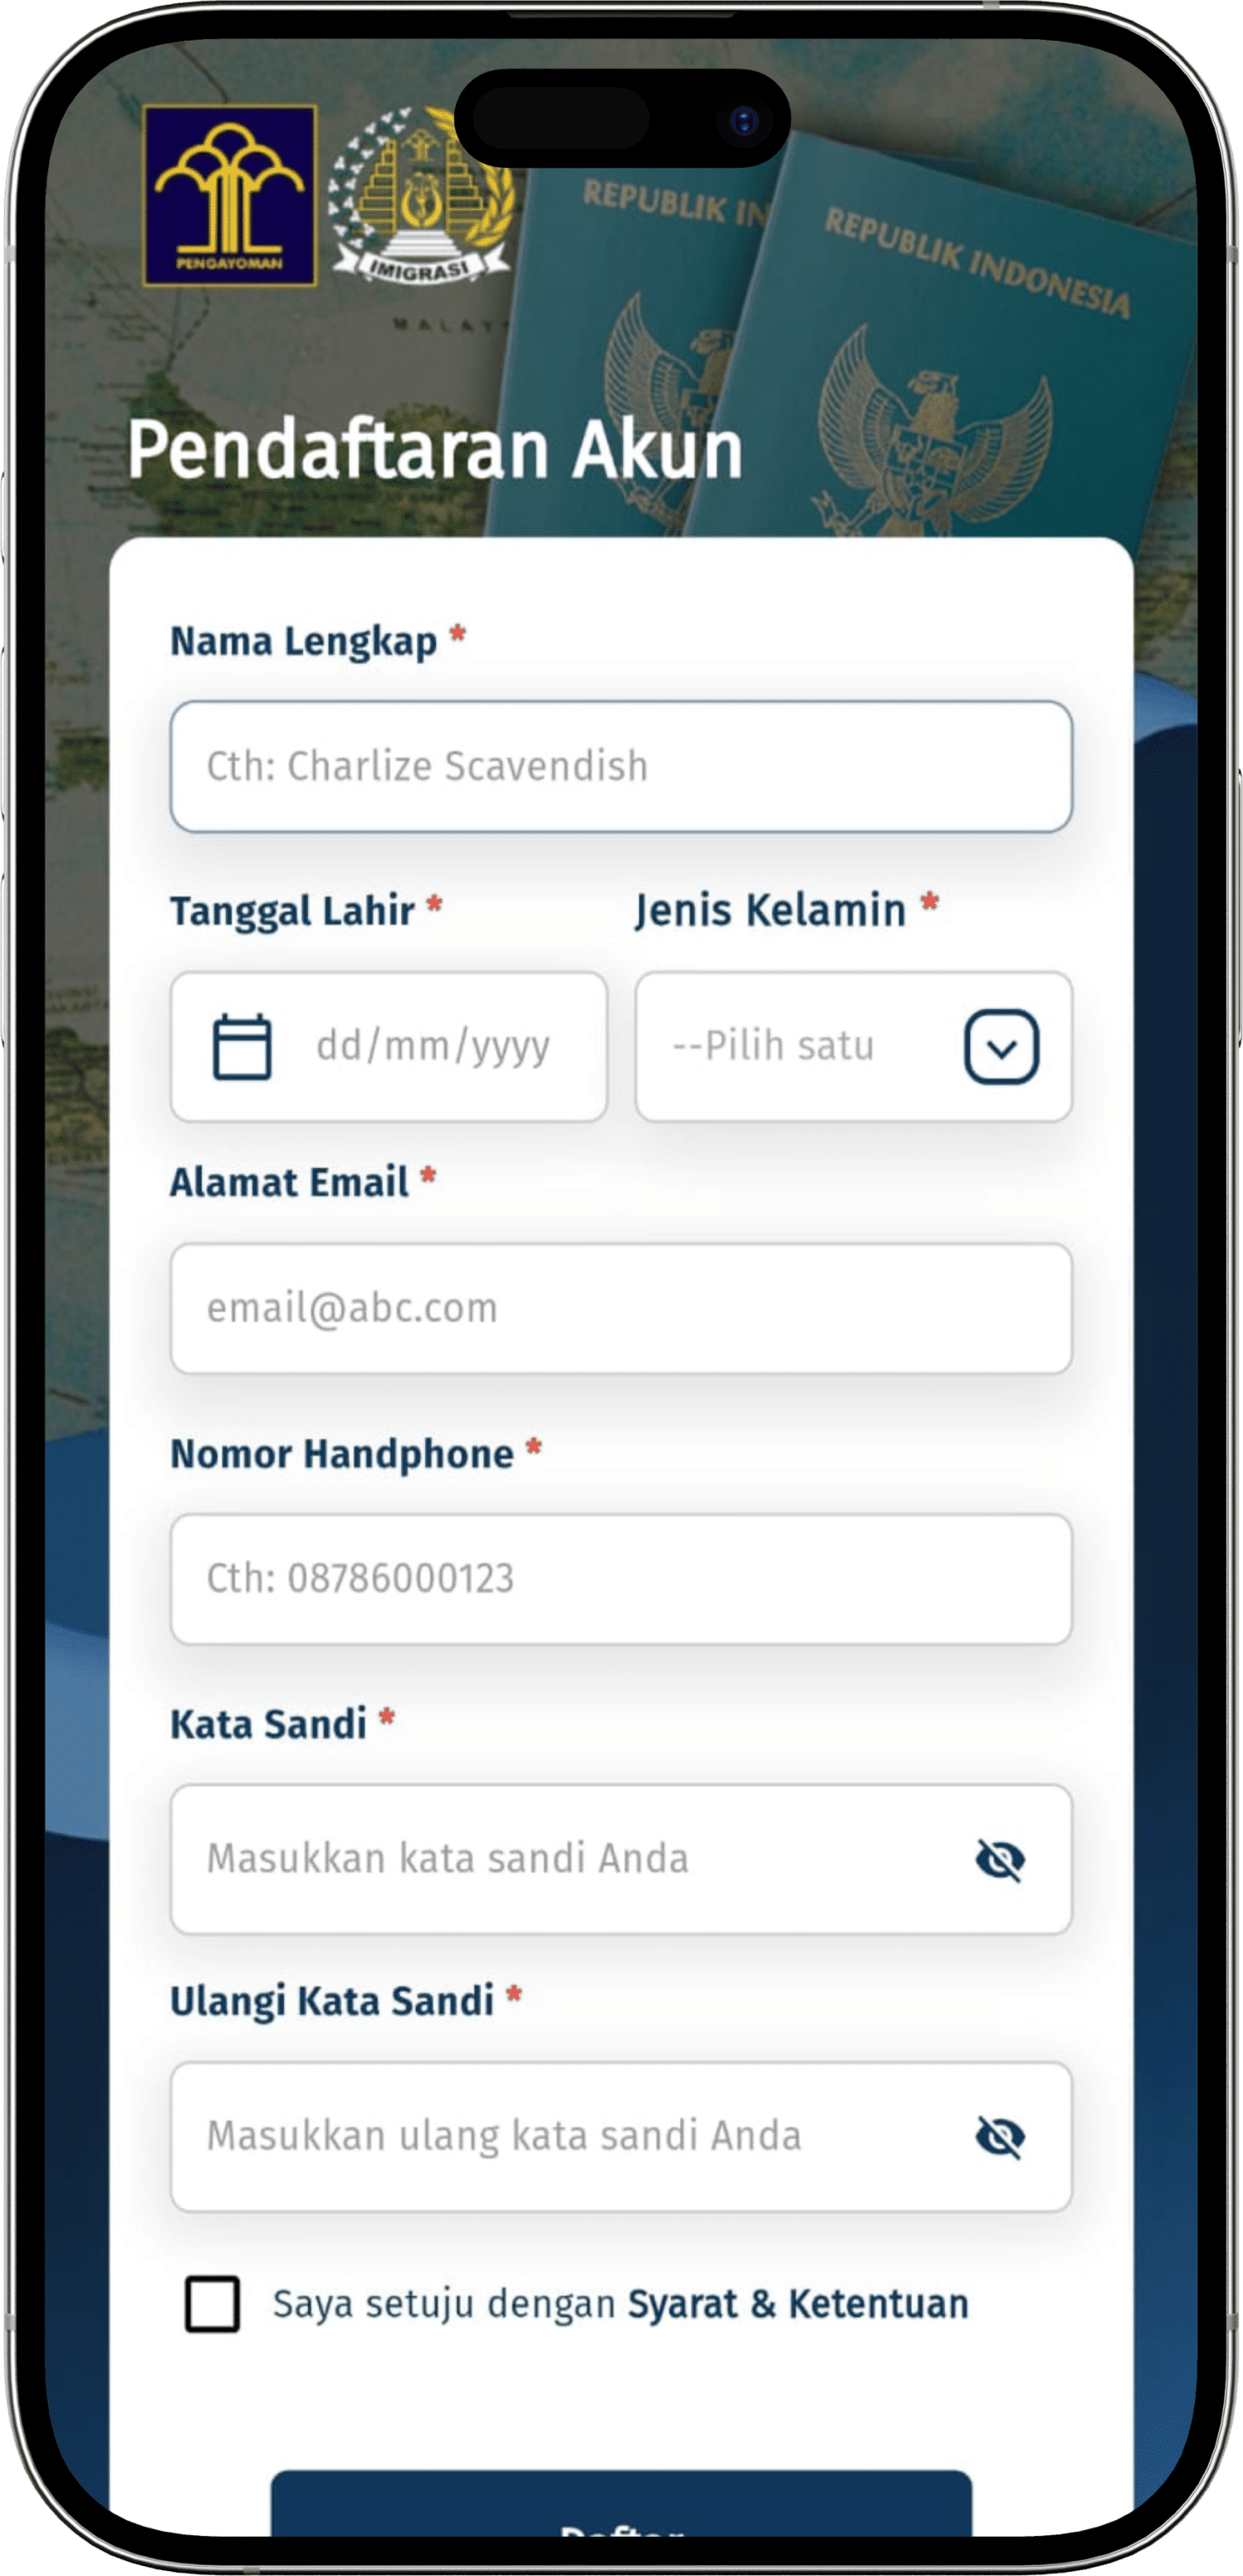 PENGAYOMAN
IMIGRASI
REPUBLIK IN
REPUBLIK INDONESIA
MALAY
Pendaftaran Akun
Nama Lengkap *
Cth: Charlize Scavendish
Tanggal Lahir * Jenis Kelamin *
dd/mm/yyyy --Pilih satu
Alamat Email *
email@abc.com
Nomor Handphone *
Cth: 08786000123
Kata Sandi *
Masukkan kata sandi Anda
Ulangi Kata Sandi *
Masukkan ulang kata sandi Anda
Saya setuju dengan Syarat & Ketentuan
Daftar